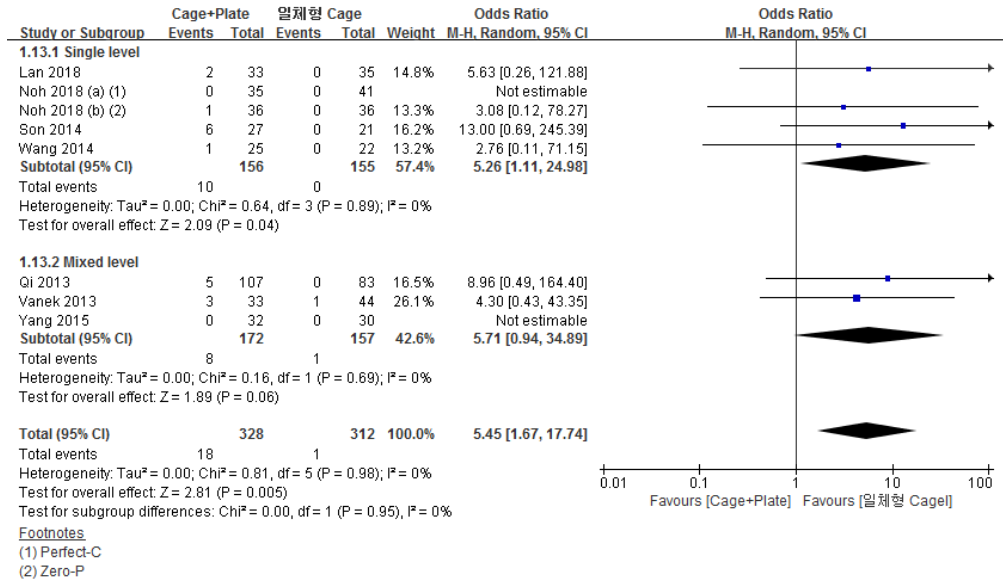 Cage+Plate 일체형 Cage Odds Ratio Odds Ratio
Study or Subgroup Events Total Events Total Weight M-H, Random, 95% CI M-H, Random, 95% CI
1.13.1 Single level
Lan 2018 2 33 0 35 14.8% 5.63 [0.26, 121.88]
Noh 2018 (a) (1) 0 35 0 41 Not estimable
Noh 2018 (b) (2) 1 36 0 36 13.3% 3.08 [0.12, 78.27]
Son 2014 6 27 0 21 16.2% 13.00 [0.69, 245.39]
Wang 2014 1 25 0 22 13.2% 2.76 [0.11, 71.15]
Subtotal (95% CI) 156 155 57.4% 5.26 [1.11, 24.98]
Total events 10 0
Heterogeneity: Tau² = 0.00; Chi² = 0.64, df = 3 (P = 0.89); I² = 0%
Test for overall effect: Z = 2.09 (P = 0.04)
1.13.2 Mixed level
Qi 2013 5 107 0 83 16.5% 8.96 [0.49, 164.40]
Vanek 2013 3 33 1 44 26.1% 4.30 [0.43, 43.35]
Yang 2015 0 32 0 30 Not estimable
Subtotal (95% CI) 172 157 42.6% 5.71 [0.94, 34.89]
Total events 8 1
Heterogeneity: Tau² = 0.00; Chi² = 0.16, df = 1 (P = 0.69); I² = 0%
Test for overall effect: Z = 1.89 (P = 0.06)
Total (95% CI) 328 312 100.0% 5.45 [1.67, 17.74]
Total events 18 1
Heterogeneity: Tau² = 0.00; Chi² = 0.81, df = 5 (P = 0.98); I² = 0%
Test for overall effect: Z = 2.81 (P = 0.005)
Test for subgroup differences: Chi² = 0.00, df = 1 (P = 0.95), I² = 0%
0.01 0.1 1 10 100
Favours [Cage+Plate] Favours [일체형 Cagel]
Footnotes
(1) Perfect-C
(2) Zero-P